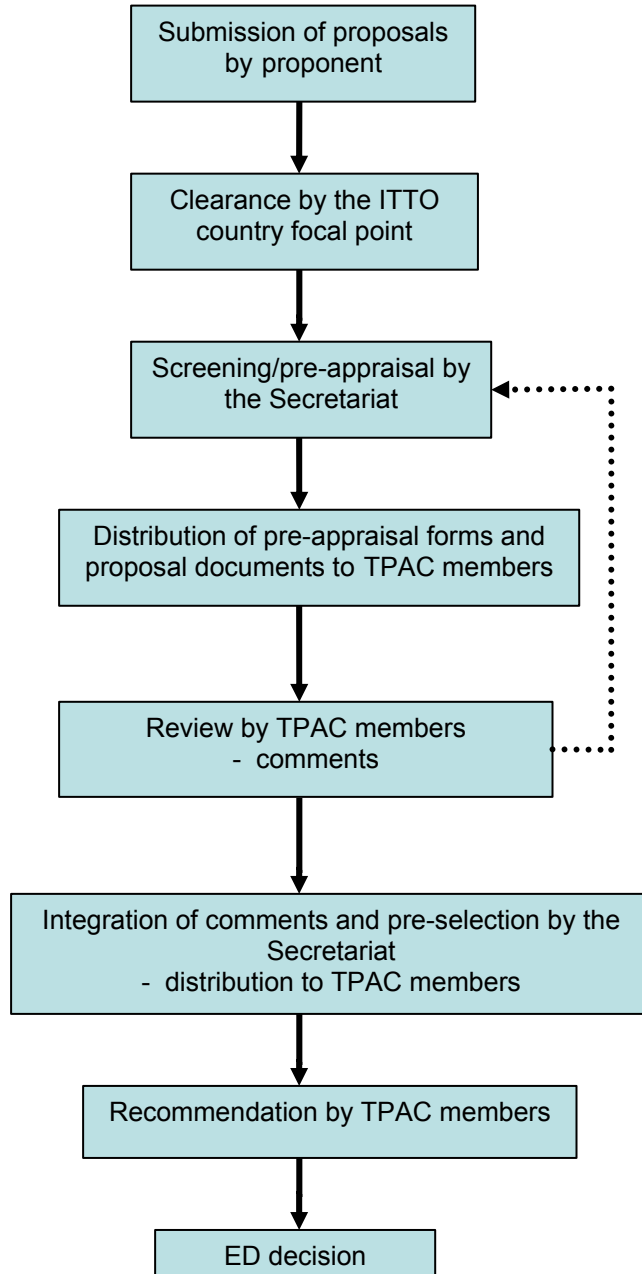 Submission of proposals
by proponent
Clearance by the ITTO
country focal point
Screening/pre-appraisal by
the Secretariat
Distribution of pre-appraisal forms and
proposal documents to TPAC members
Review by TPAC members
- comments
Integration of comments and pre-selection by the
Secretariat
- distribution to TPAC members
Recommendation by TPAC members
ED decision